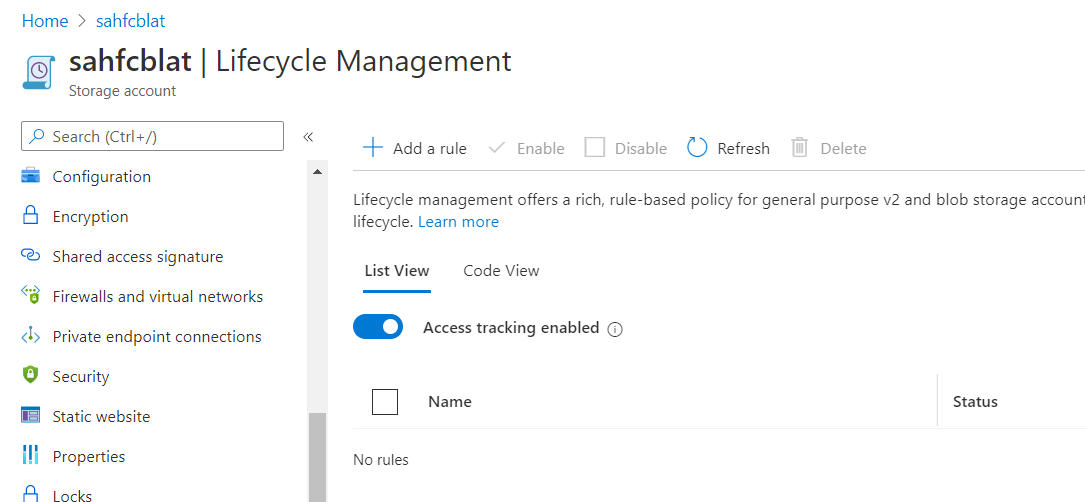 Home > sahfcblat
sahfcblat | Lifecycle Management
Storage account
Search (Ctrl+/)
«
Configuration
Encryption
Shared access signature
Firewalls and virtual networks
Private endpoint connections
Security
Static website
Properties
Locks
Add a rule Enable Disable Refresh Delete
Lifecycle management offers a rich, rule-based policy for general purpose v2 and blob storage account
lifecycle. Learn more
List View Code View
Access tracking enabled
Name Status
No rules